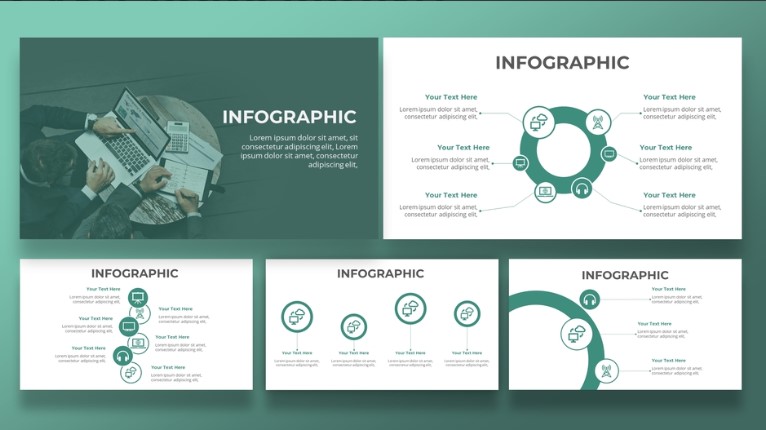 INFOGRAPHIC
Lorem ipsum dolor sit amet, sit
consectetur adipiscing elit, Lorem
ipsum dolor sit amet, consectetur
adipiscing elit,
INFOGRAPHIC
Your Text Here
Lorem ipsum dolor sit amet,
consectetur adipiscing elit,
Your Text Here
Lorem ipsum dolor sit amet,
consectetur adipiscing elit,
Your Text Here
Lorem ipsum dolor sit amet,
consectetur adipiscing elit,
Your Text Here
Lorem ipsum dolor sit amet,
consectetur adipiscing elit,
Your Text Here
Lorem ipsum dolor sit amet,
consectetur adipiscing elit,
Your Text Here
Lorem ipsum dolor sit amet,
consectetur adipiscing elit,
INFOGRAPHIC
Your Text Here
Lorem ipsum dolor sit amet,
consectetur adipiscing elit,
Your Text Here
Lorem ipsum dolor sit amet,
consectetur adipiscing elit,
Your Text Here
Lorem ipsum dolor sit amet,
consectetur adipiscing elit,
Your Text Here
Lorem ipsum dolor sit amet,
consectetur adipiscing elit,
Your Text Here
Lorem ipsum dolor sit amet,
consectetur adipiscing elit,
Your Text Here
Lorem ipsum dolor sit amet,
consectetur adipiscing elit,
INFOGRAPHIC
Your Text Here
Lorem ipsum dolor sit amet,
consectetur adipiscing elit,
Your Text Here
Lorem ipsum dolor sit amet,
consectetur adipiscing elit,
Your Text Here
Lorem ipsum dolor sit amet,
consectetur adipiscing elit,
Your Text Here
Lorem ipsum dolor sit amet,
consectetur adipiscing elit,
INFOGRAPHIC
Your Text Here
Lorem ipsum dolor sit amet,
consectetur adipiscing elit,
Your Text Here
Lorem ipsum dolor sit amet,
consectetur adipiscing elit,
Your Text Here
Lorem ipsum dolor sit amet,
consectetur adipiscing elit,